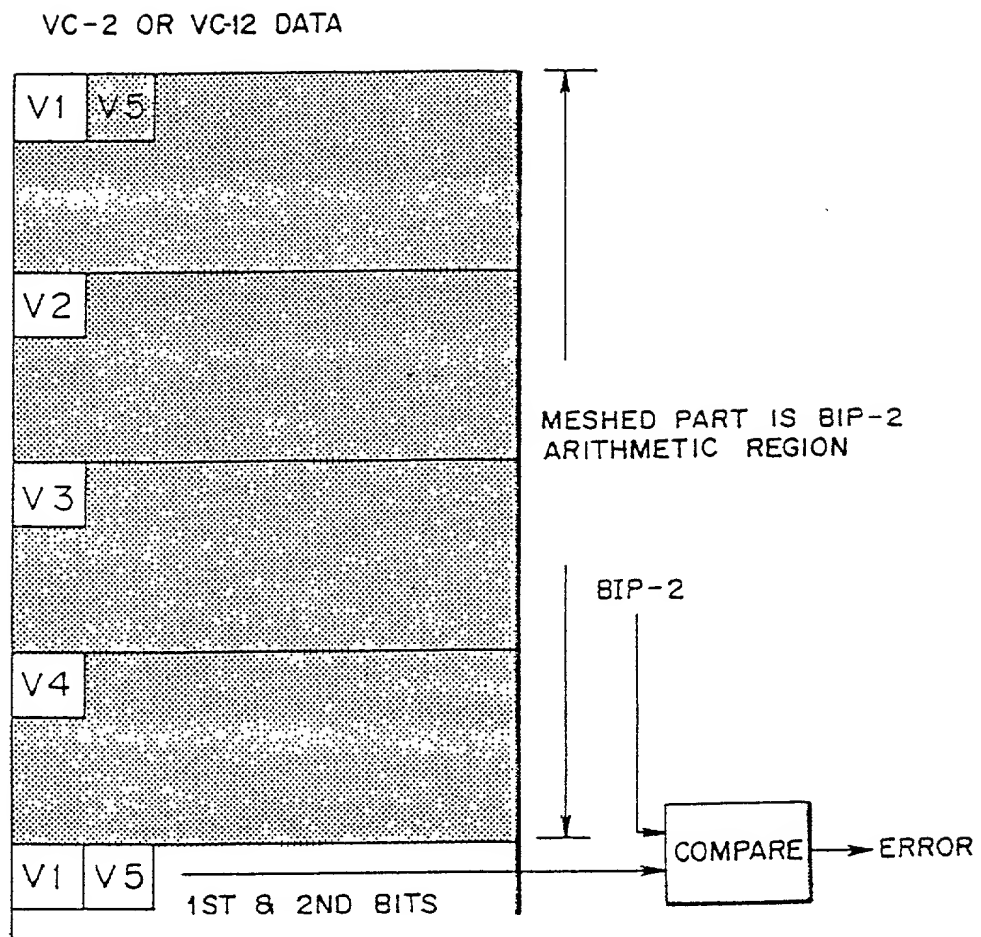 VC-2 OR VC-12 DATA
V1 V5
V2
V3
V4
V1 V5
MESHED PART IS BIP-2
ARITHMETIC REGION
BIP-2
COMPARE
ERROR
1ST & 2ND BITS